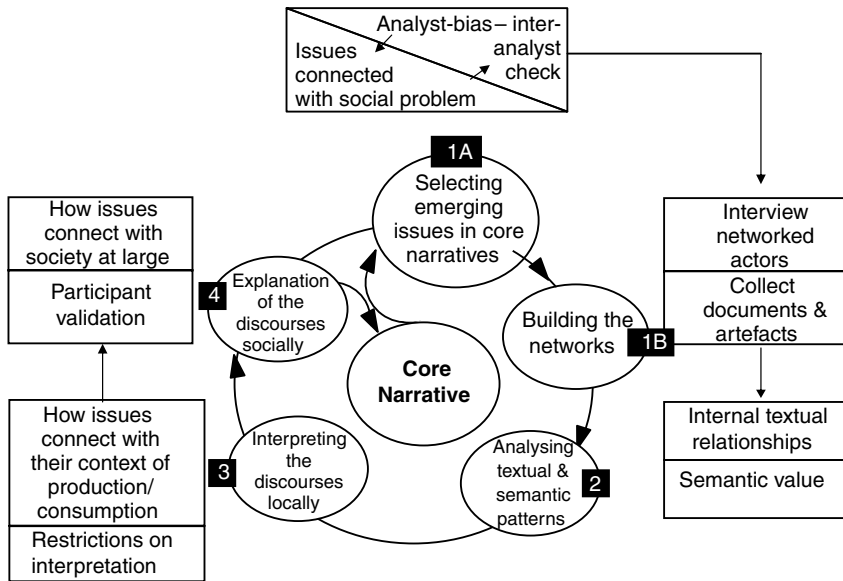 Analyst-bias – inter-
analyst
check
Issues
connected
with social problem
1A
Selecting
emerging
issues in core
narratives
How issues
connect with
society at large
Participant
validation
4
Explanation
of the
discourses
socially
Building the
networks
1B
Interview
networked
actors
Collect
documents &
artefacts
Core
Narrative
How issues
connect with
their context of
production/
consumption
Restrictions on
interpretation
3
Interpreting
the
discourses
locally
Analysing
textual &
semantic
patterns
2
Internal textual
relationships
Semantic value